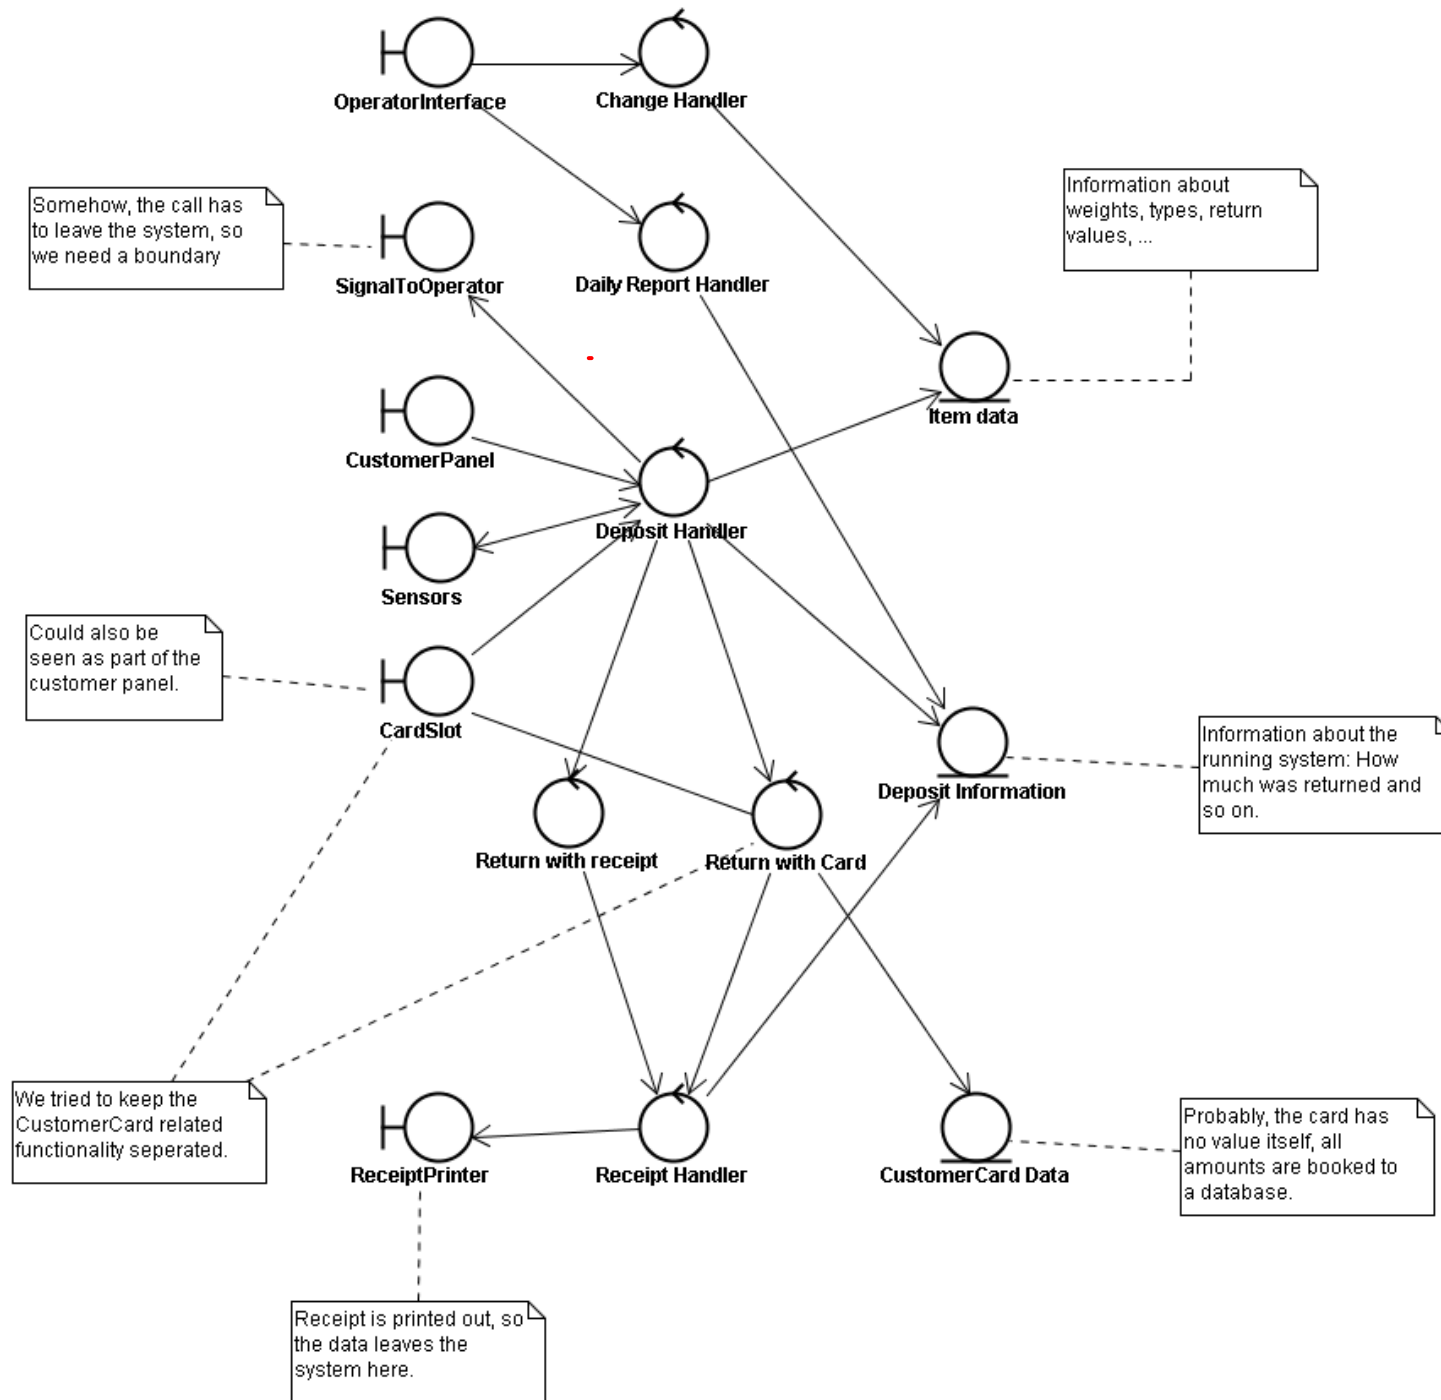 OperatorInterface
Change Handler
Somehow, the call has
to leave the system, so
we need a boundary
Information about
weights, types, return
values, ...
SignalToOperator
Daily Report Handler
Item data
CustomerPanel
Deposit Handler
Sensors
Could also be
seen as part of the
customer panel.
CardSlot
Information about the
running system: How
much was returned and
so on.
Deposit Information
Return with receipt
Return with Card
We tried to keep the
CustomerCard related
functionality seperated.
ReceiptPrinter
Receipt Handler
CustomerCard Data
Probably, the card has
no value itself, all
amounts are booked to
a database.
Receipt is printed out, so
the data leaves the
system here.